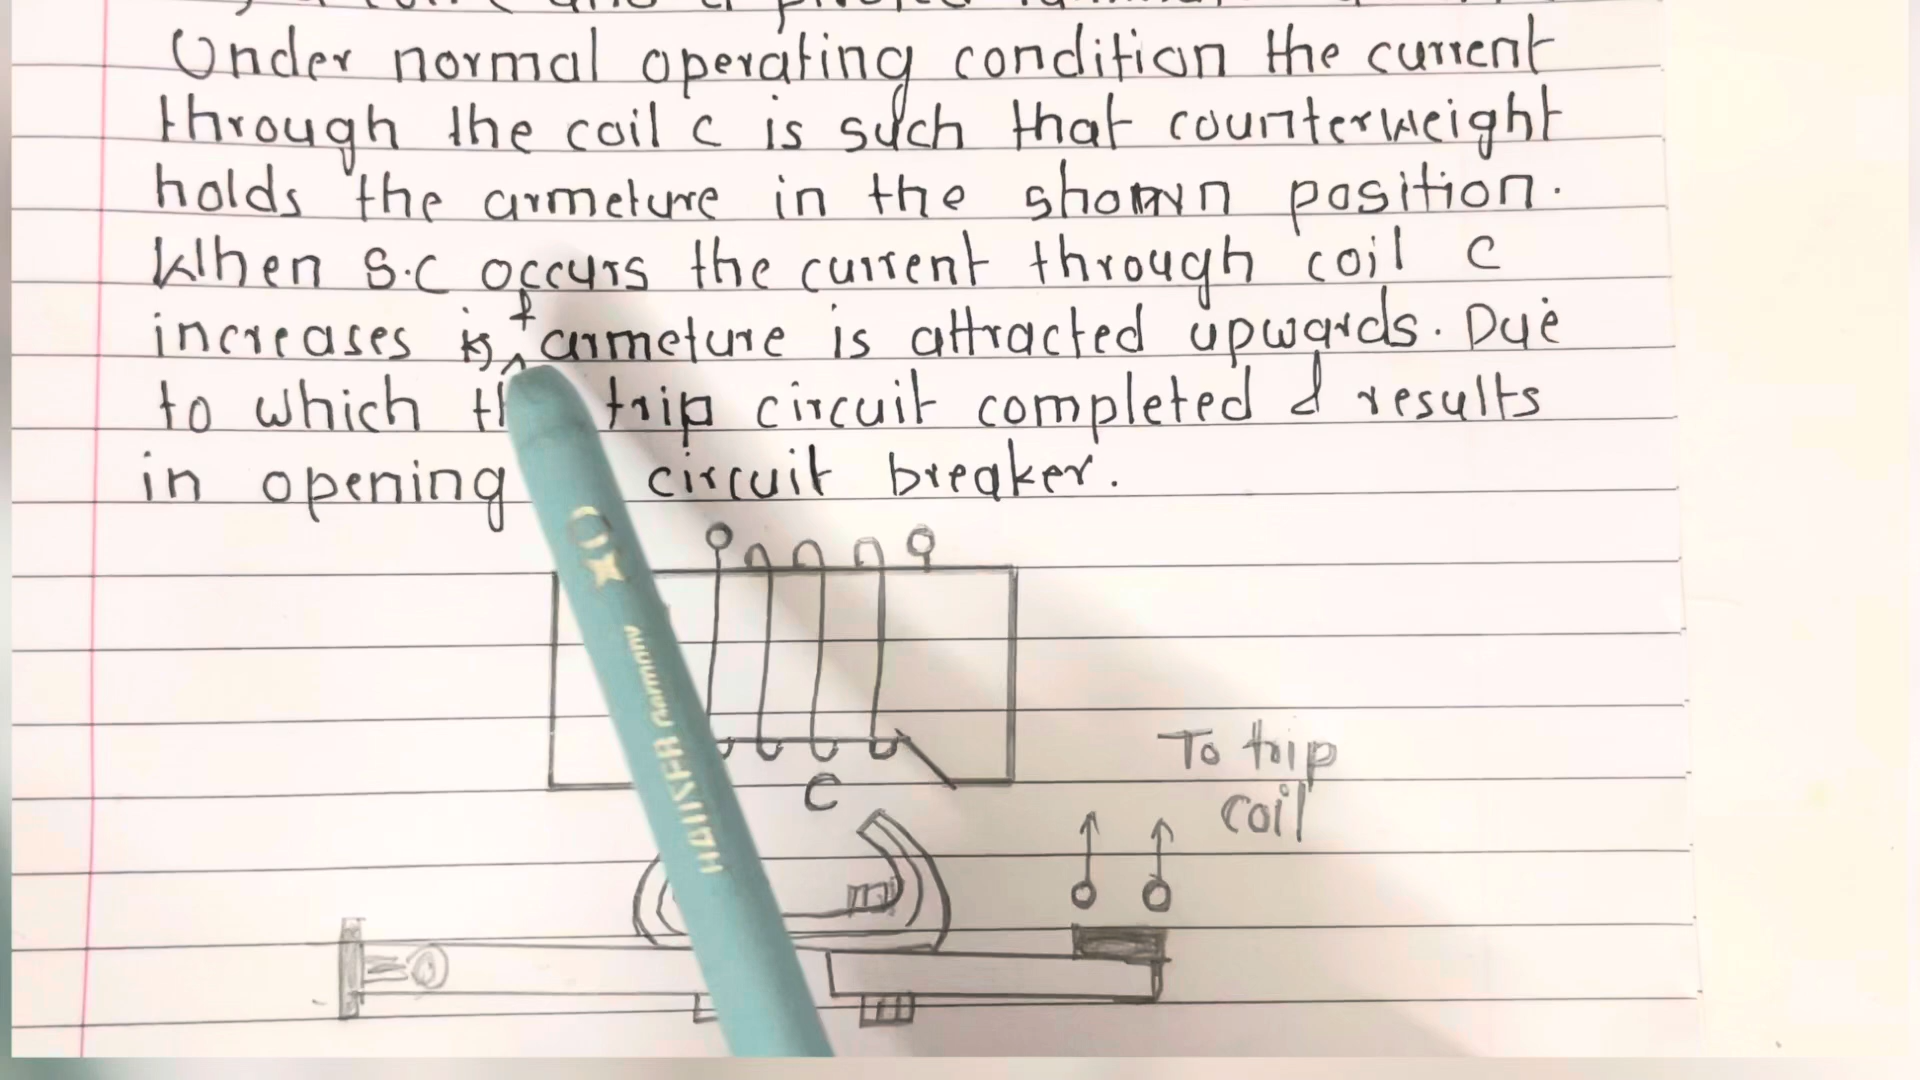 Under normal operating condition the current
through the coil c is such that counterweight
holds the armeture in the shown position.
When S.C occurs the current through coil c
increases is & armeture is attracted upwards. Due
to which trip circuit completed & results
in opening circuit breaker.
C
To trip
coil
HAUSER